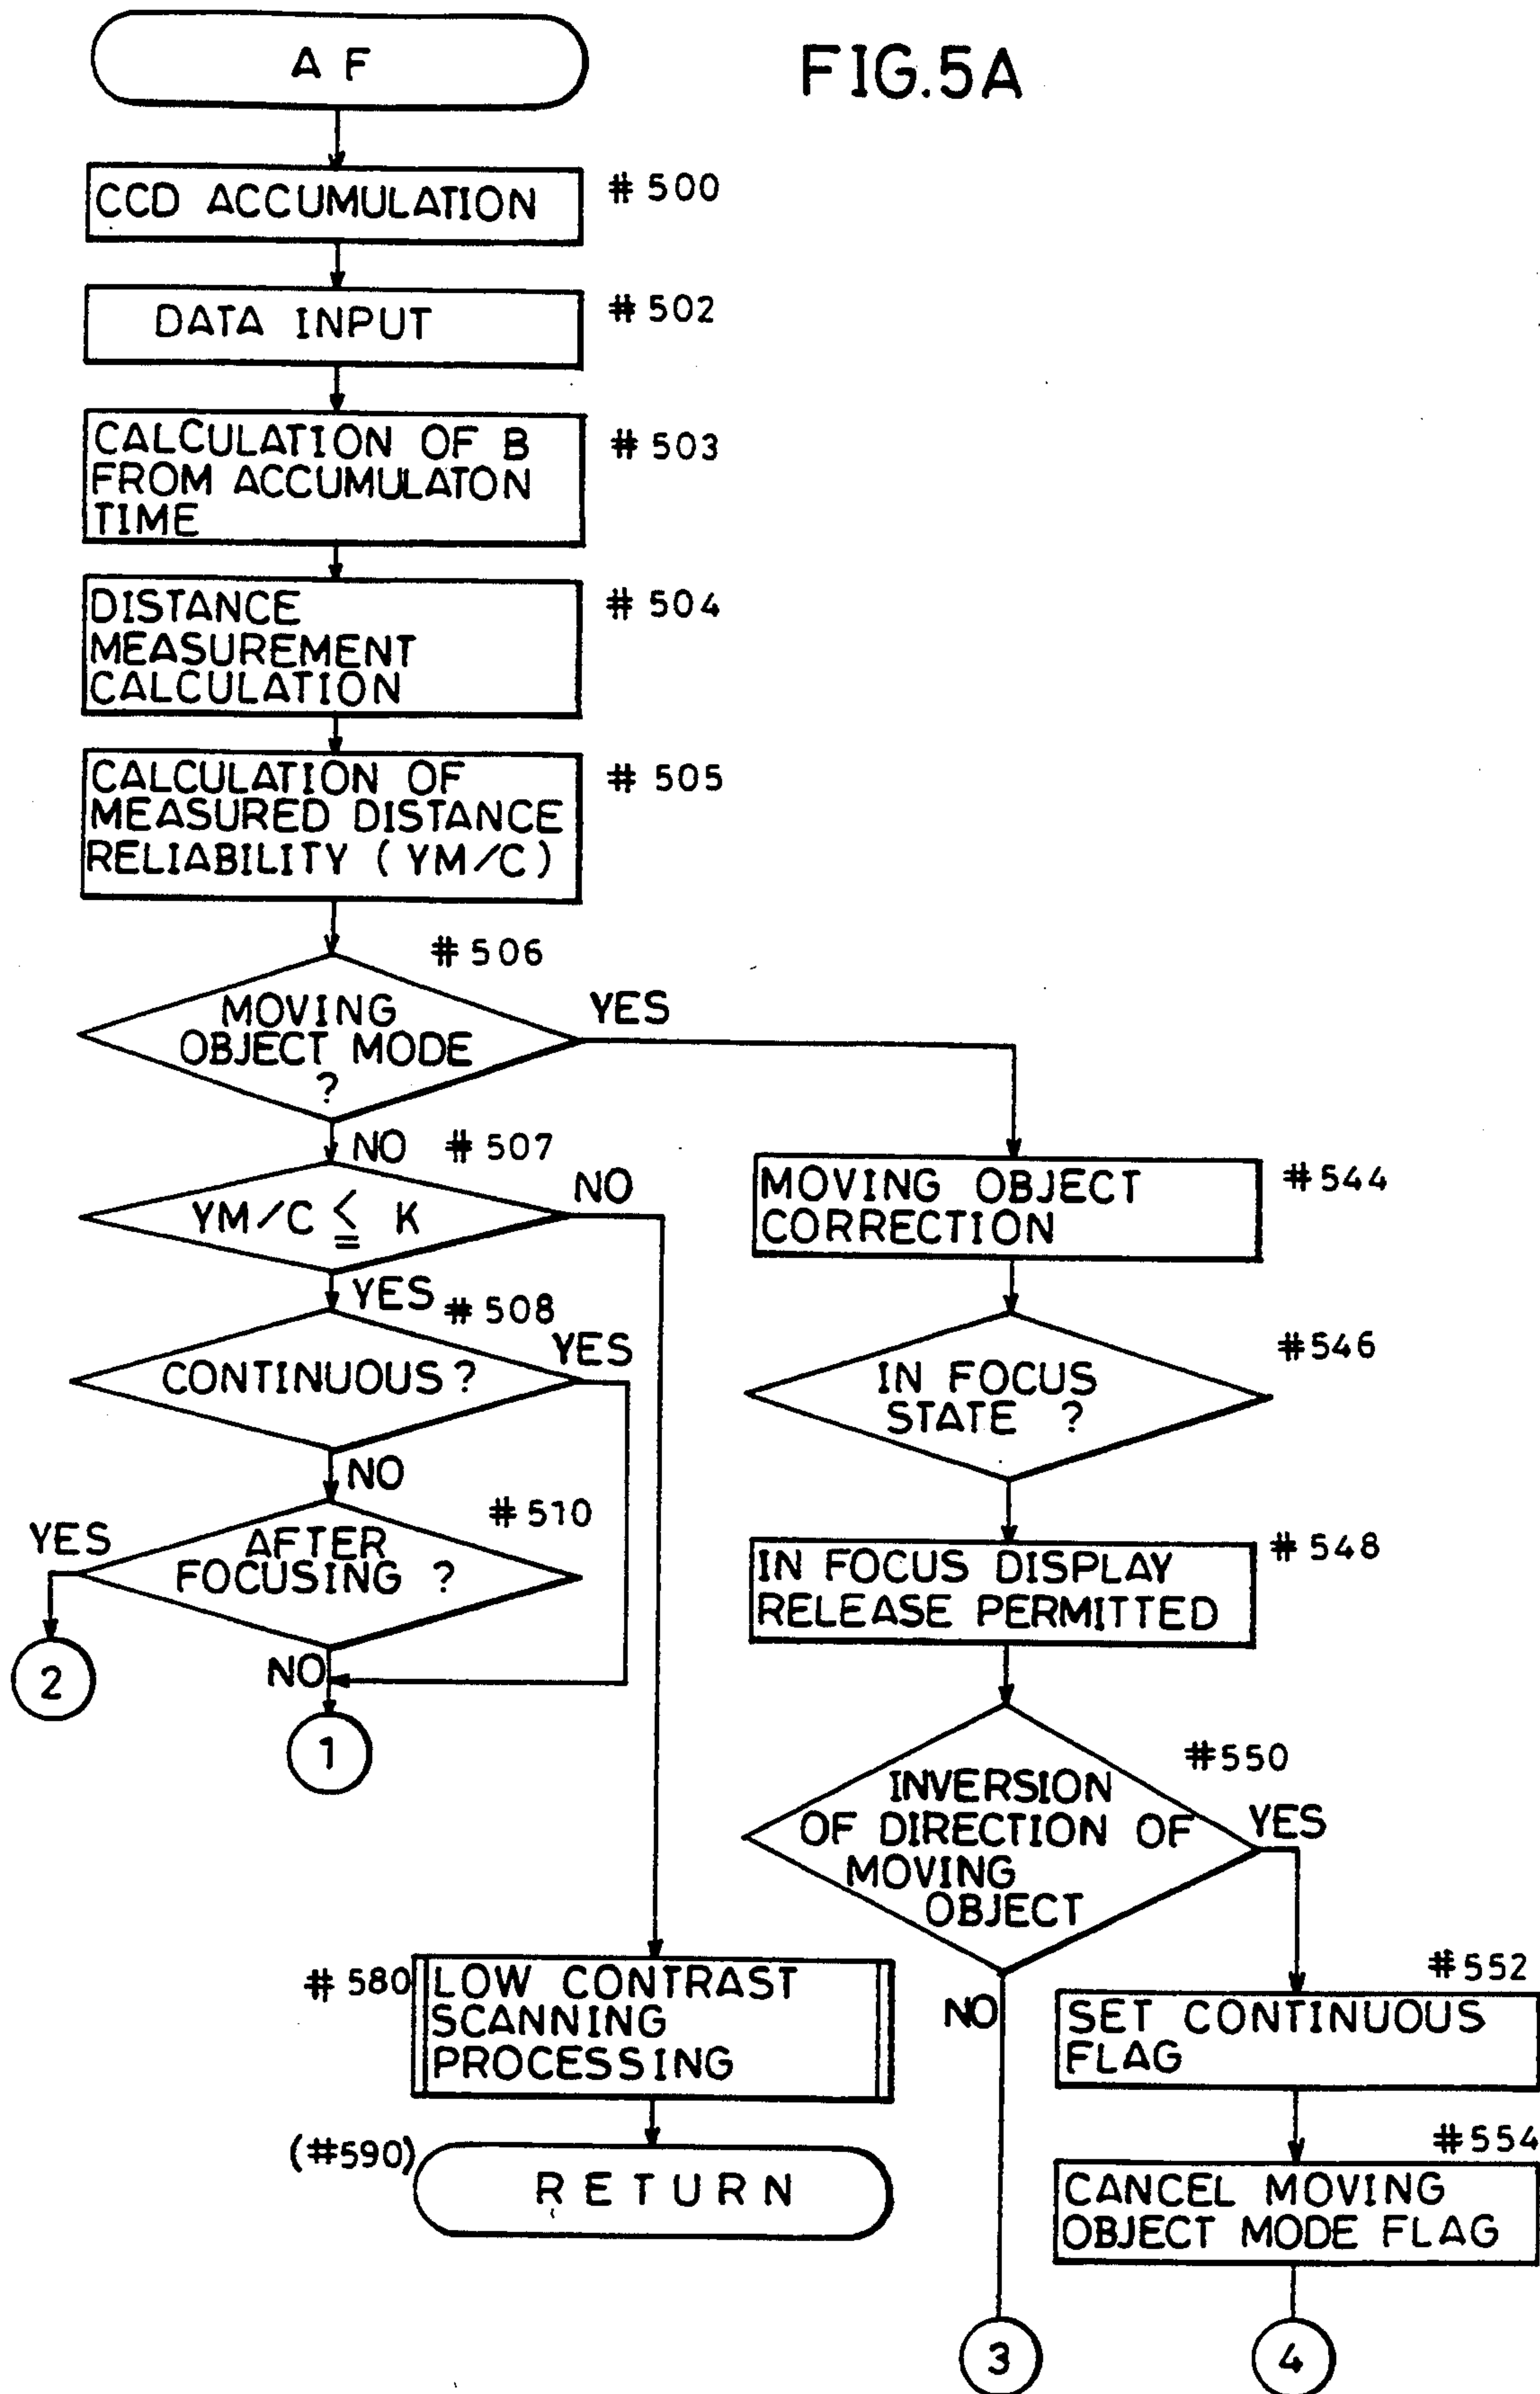 FIG.5A
A F
CCD ACCUMULATION
# 500
DATA INPUT
# 502
CALCULATION OF B
FROM ACCUMULATON
TIME
# 503
DISTANCE
MEASUREMENT
CALCULATION
# 504
CALCULATION OF
MEASURED DISTANCE
RELIABILITY ( YM/C )
# 505
# 506
MOVING
OBJECT MODE
?
YES
NO
# 507
YM/C ≦ K
NO
YES
# 508
CONTINUOUS ?
YES
NO
# 510
AFTER
FOCUSING ?
YES
2
NO
1
MOVING OBJECT
CORRECTION
# 544
IN FOCUS
STATE ?
# 546
IN FOCUS DISPLAY
RELEASE PERMITTED
# 548
#550
INVERSION
OF DIRECTION OF
MOVING
OBJECT
YES
NO
# 580
LOW CONTRAST
SCANNING
PROCESSING
(#590)
RETURN
#552
SET CONTINUOUS
FLAG
#554
CANCEL MOVING
OBJECT MODE FLAG
3
4